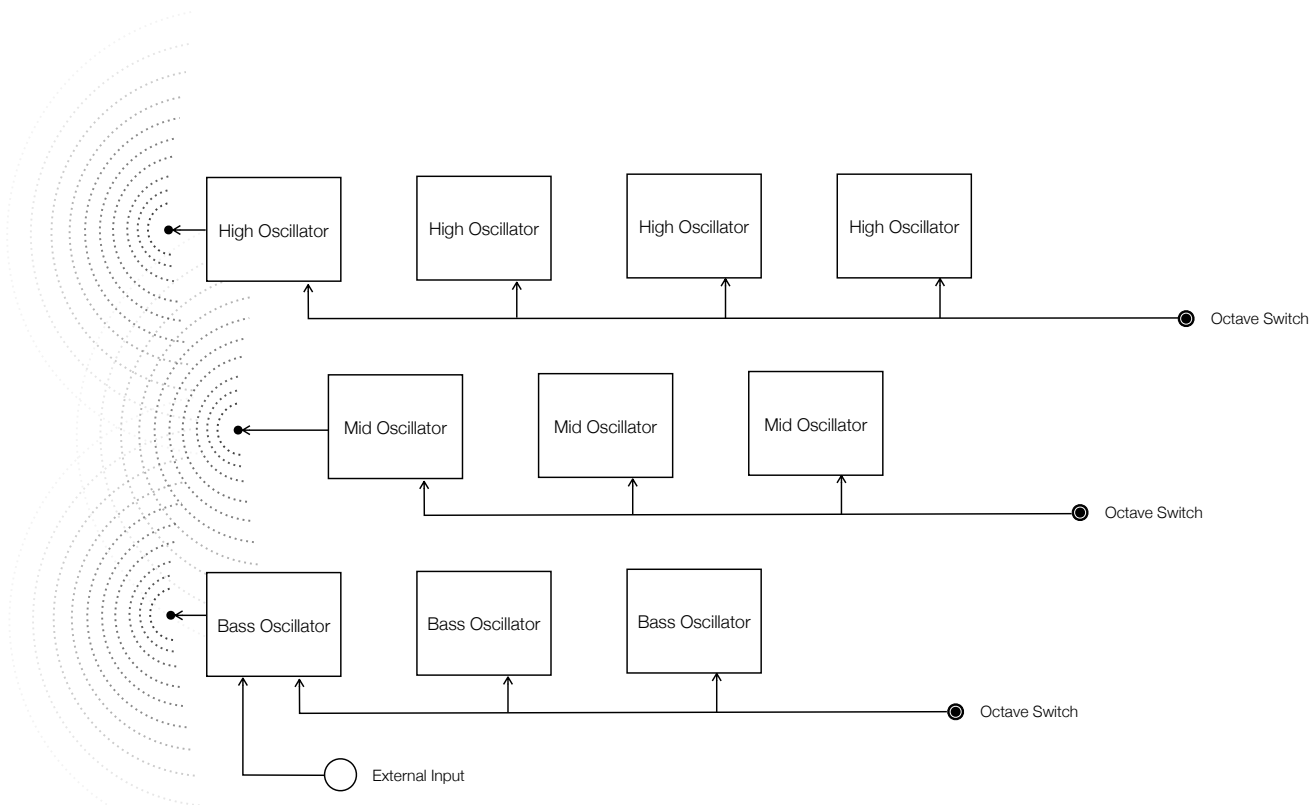 High Oscillator
High Oscillator
High Oscillator
High Oscillator
Octave Switch
Mid Oscillator
Mid Oscillator
Mid Oscillator
Octave Switch
Bass Oscillator
Bass Oscillator
Bass Oscillator
Octave Switch
External Input